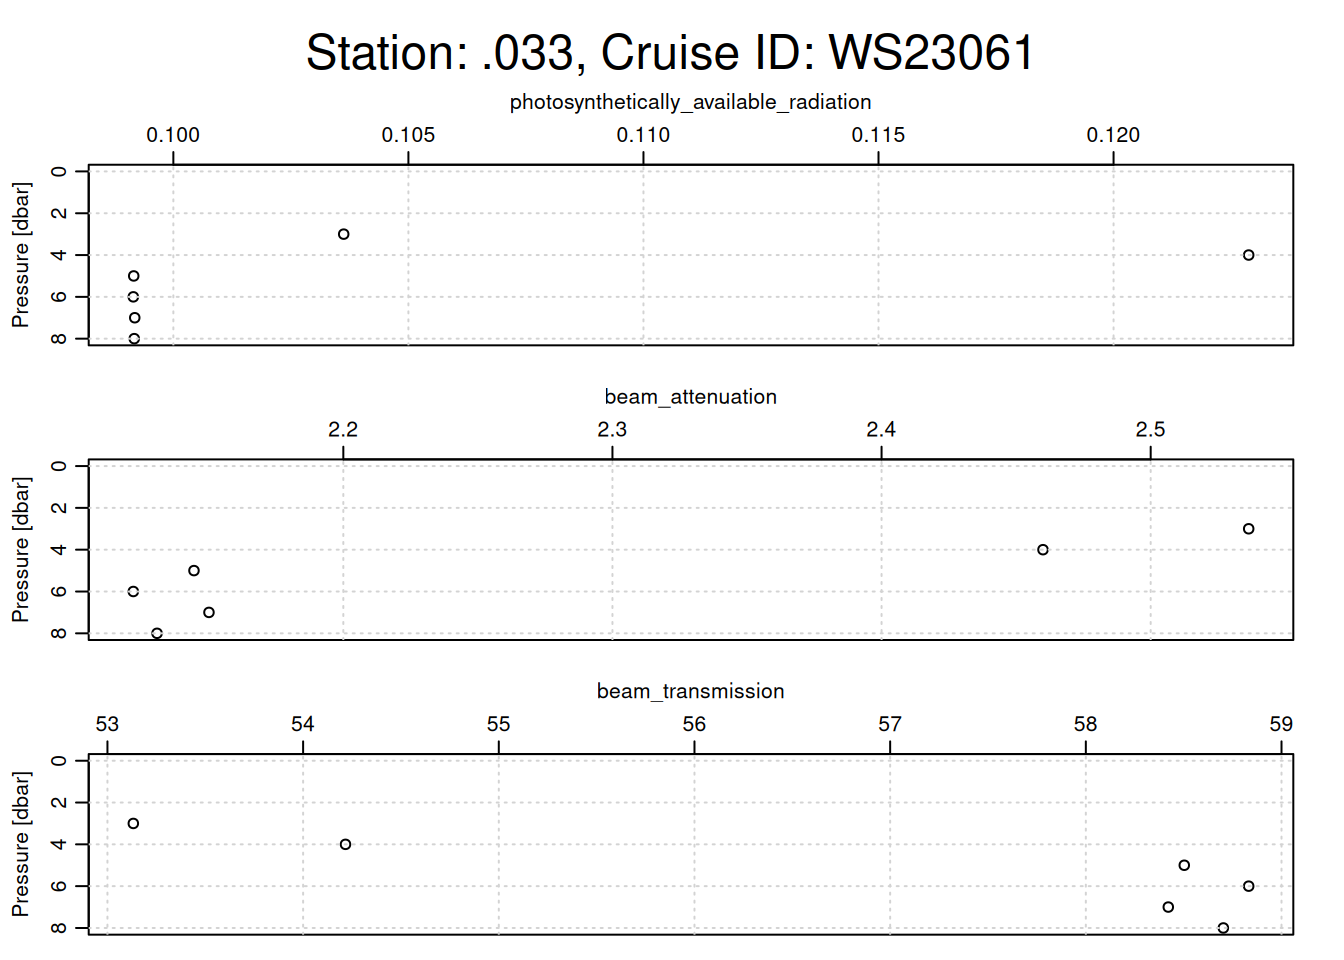 Station: .033, Cruise ID: WS23061
photosynthetically_available_radiation
0.100 0.105 0.110 0.115 0.120
Pressure [dbar]
0 2 4 6 8
beam_attenuation
2.2 2.3 2.4 2.5
Pressure [dbar]
0 2 4 6 8
beam_transmission
53 54 55 56 57 58 59
Pressure [dbar]
0 2 4 6 8